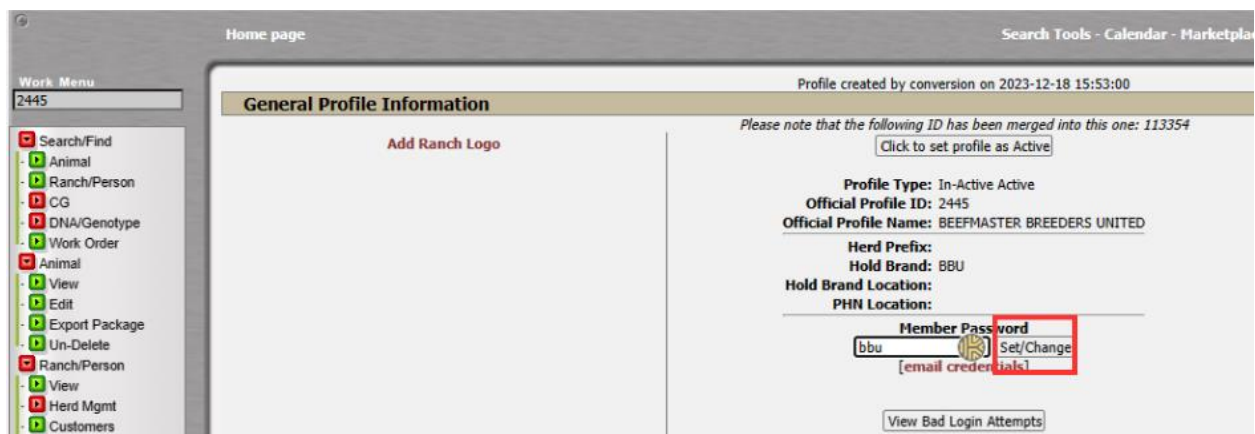 Home page
Search Tools - Calendar -
Work Menu
2445
Profile created by conversion on 2023-12-18 15:53:00
General Profile Information
Please note that the following ID has been merged into this one: 113354
Search/Find
Add Ranch Logo
Click to set profile as Active
Animal
Ranch/Person
CG
DNA/Genotype
Work Order
Animal
View
Edit
Export Package
Un-Delete
Ranch/Person
View
Herd Mgmt
Customers
Profile Type: In-Active Active
Official Profile ID: 2445
Official Profile Name: BEEFMASTER BREEDERS UNITED
Herd Prefix:
Hold Brand: BBU
Hold Brand Location:
PHN Location:
Member Password
bbu Set/Change
[email credentials]
View Bad Login Attempts